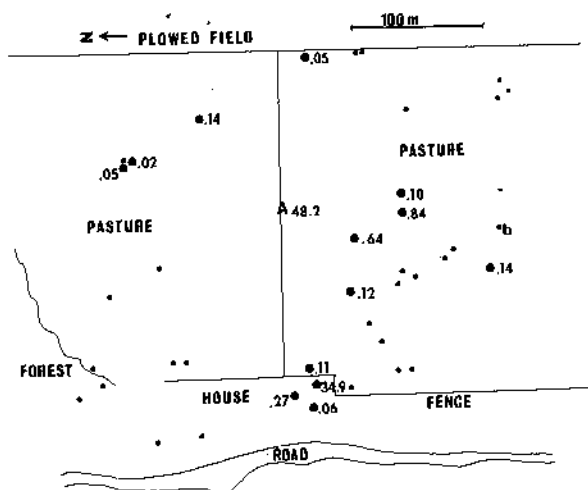 100 m
N ← PLOWED FIELD
.05
.14
PASTURE
.02
.05
.10
A 48.2
.84
PASTURE
.64
b
.14
.12
.11
FOREST
34.9
HOUSE
.27
FENCE
.06
ROAD